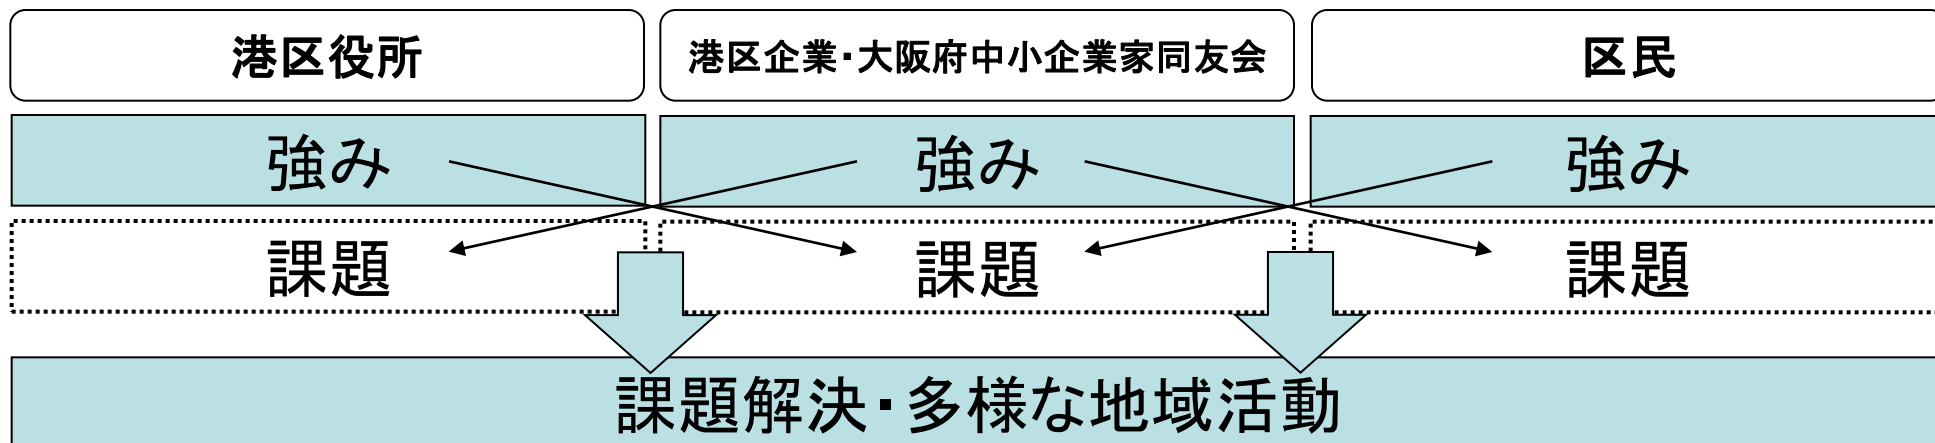 港区役所
港区企業・大阪府中小企業家同友会
区民
強み
強み
強み
課題
課題
課題
課題解決・多様な地域活動